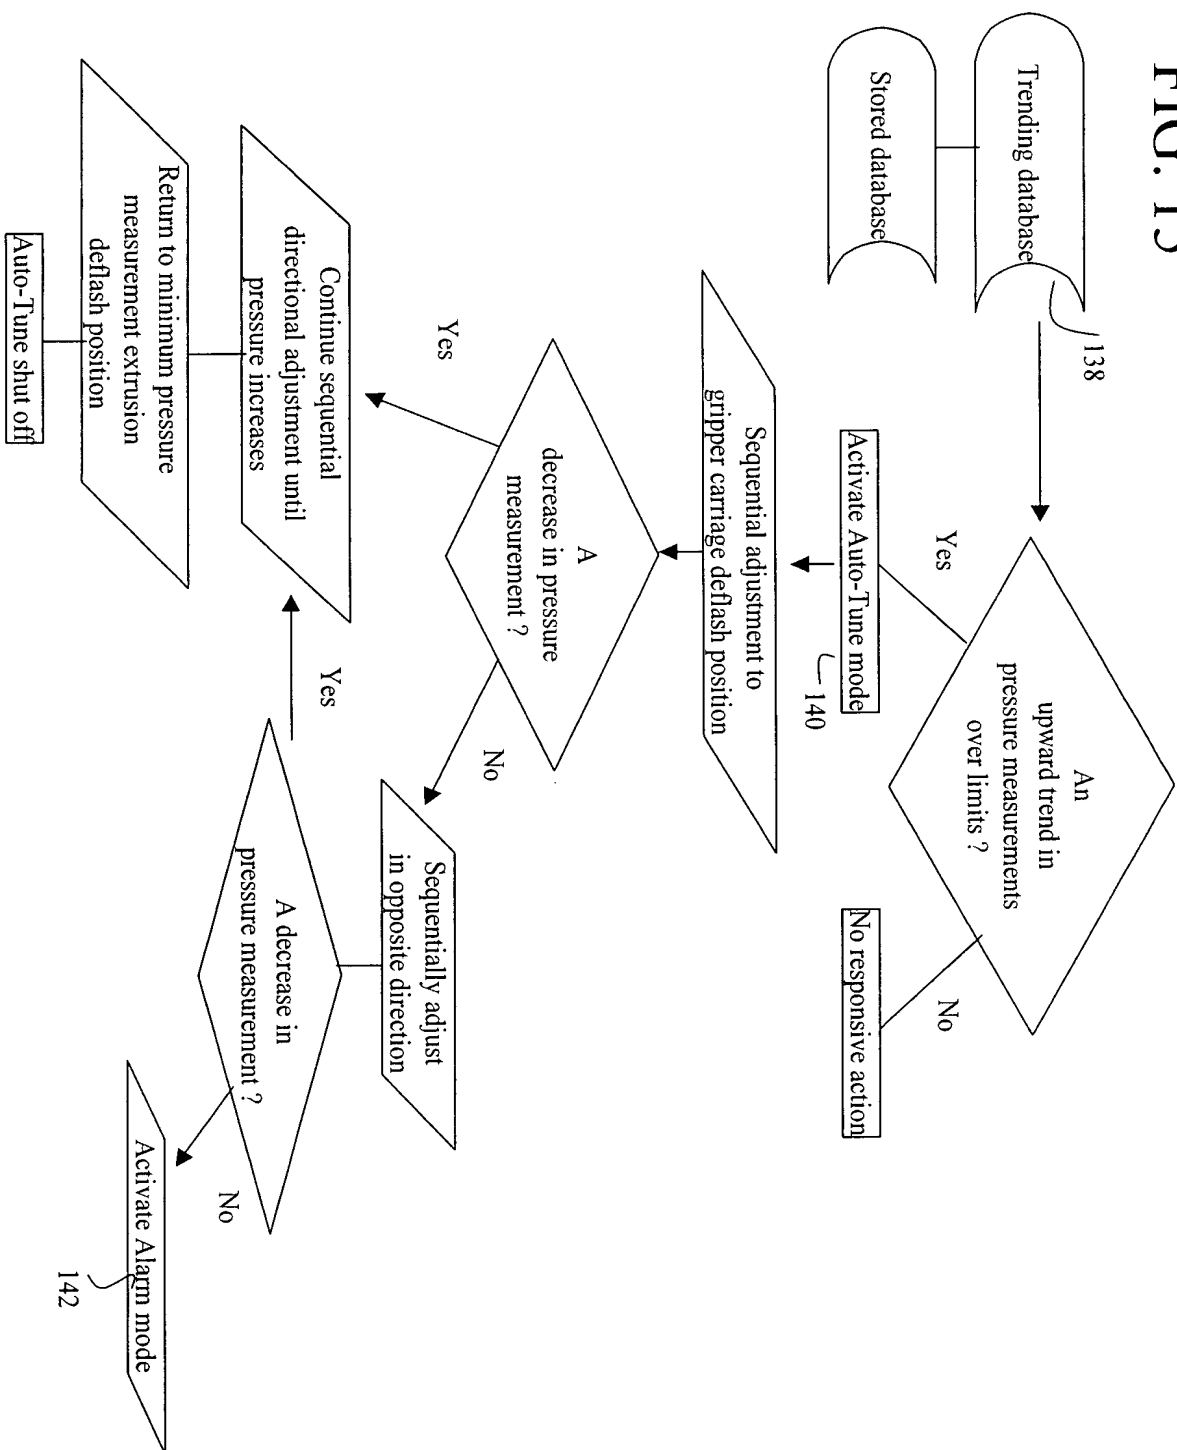 FIG. 15
Trending database
138
Stored database
An
upward trend in
pressure measurements
over limits ?
Yes
No
Activate Auto-Tune mode
140
No responsive action
Sequential adjustment to
gripper carriage deflash position
A
decrease in pressure
measurement ?
Yes
No
Sequentially adjust
in opposite direction
Continue sequential
directional adjustment until
pressure increases
Yes
A decrease in
pressure measurement ?
No
Return to minimum pressure
measurement extrusion
deflash position
Activate Alarm mode
142
Auto-Tune shut off